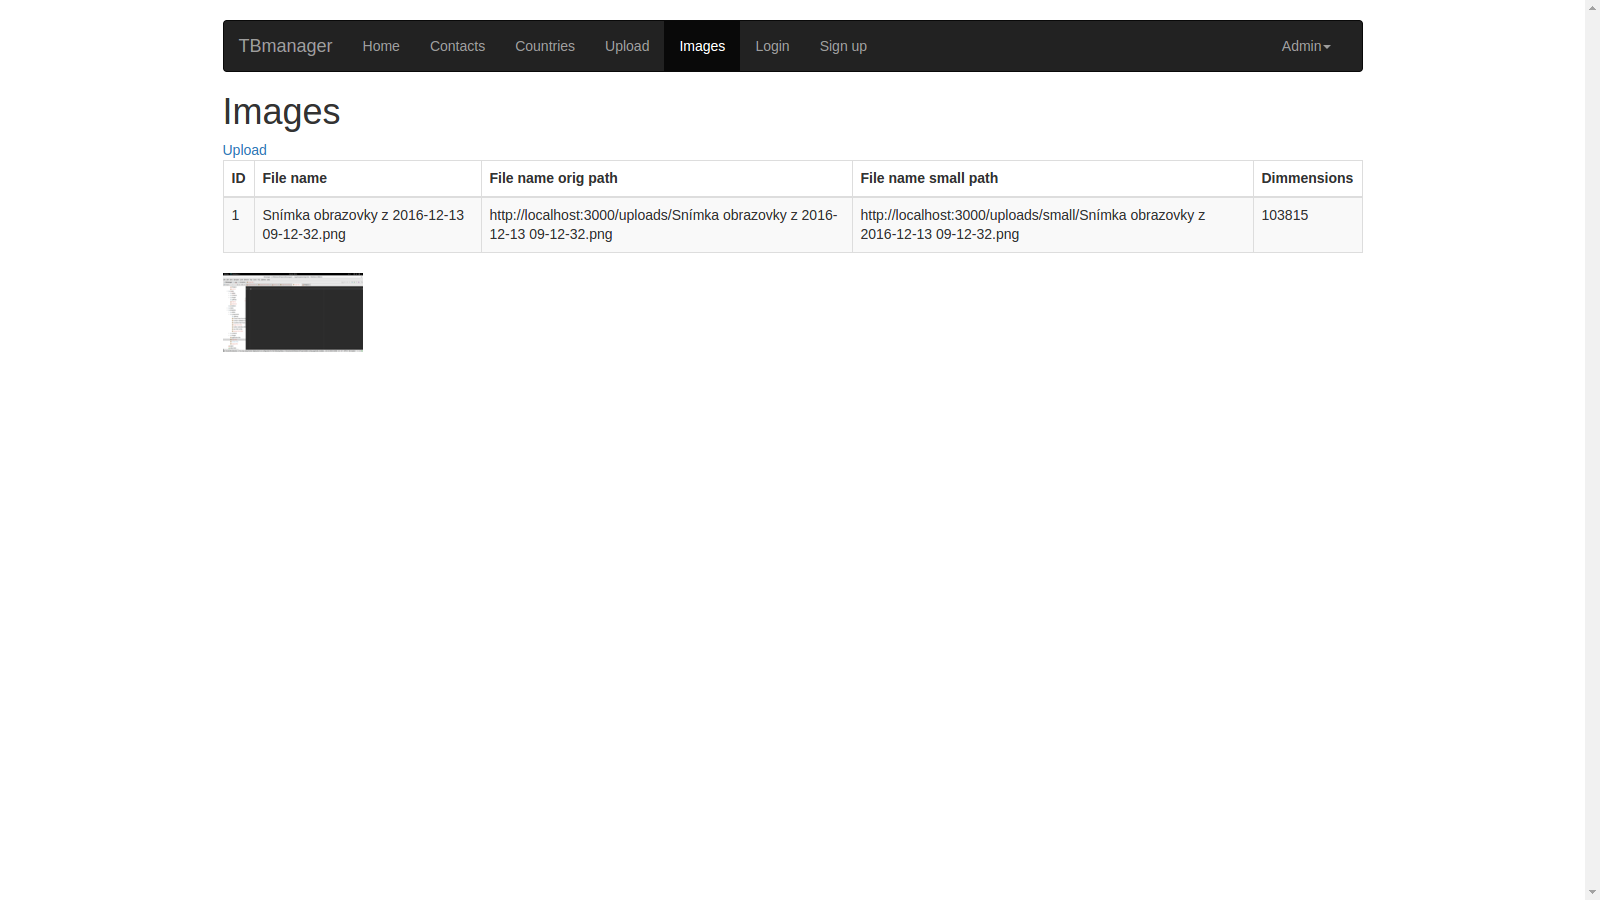 TBmanager Home Contacts Countries Upload Images Login Sign up Admin
Images
Upload
ID File name File name orig path File name small path Dimmensions
1 Snímka obrazovky z 2016-12-13 http://localhost:3000/uploads/Snímka obrazovky z 2016- http://localhost:3000/uploads/small/Snímka obrazovky z 103815
09-12-32.png 12-13 09-12-32.png 2016-12-13 09-12-32.png